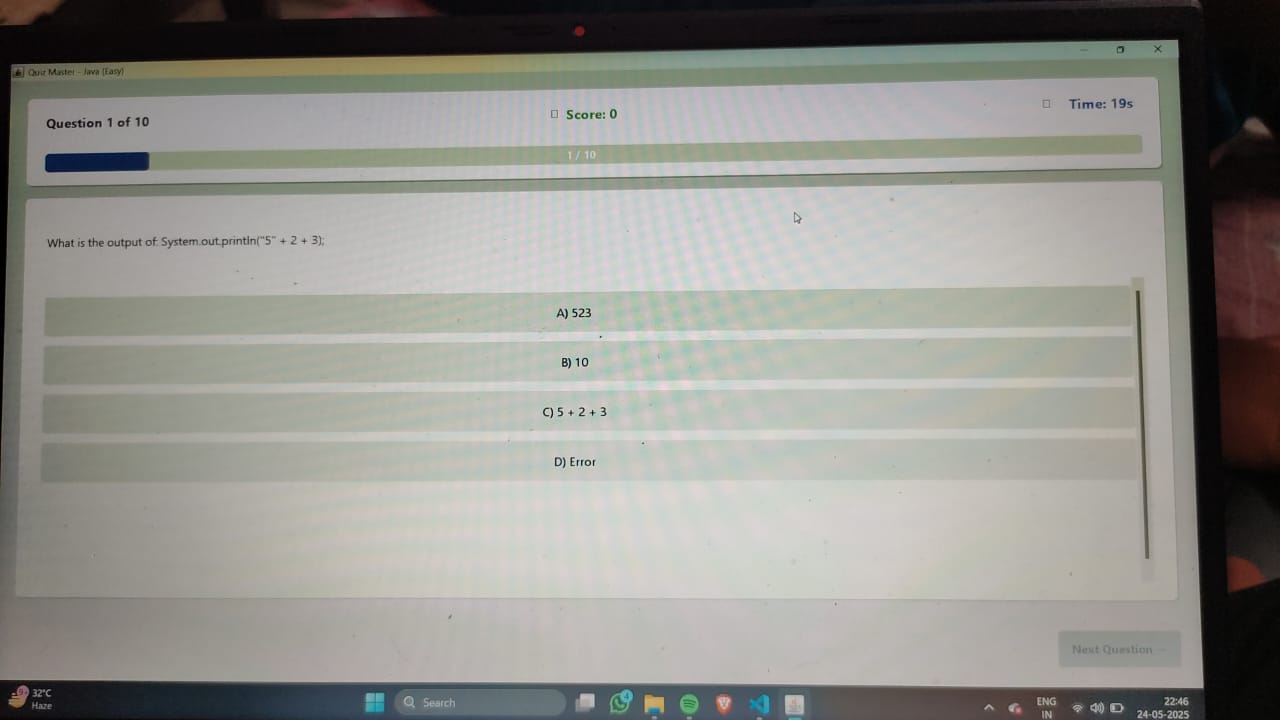 Quiz Master - Java (Easy)
Question 1 of 10
Score: 0
Time: 19s
1 / 10
What is the output of: System.out.println("5" + 2 + 3);
A) 523
B) 10
C) 5 + 2 + 3
D) Error
Next Question
32°C
Haze
Search
4
ENG
IN
22:46
24-05-2025